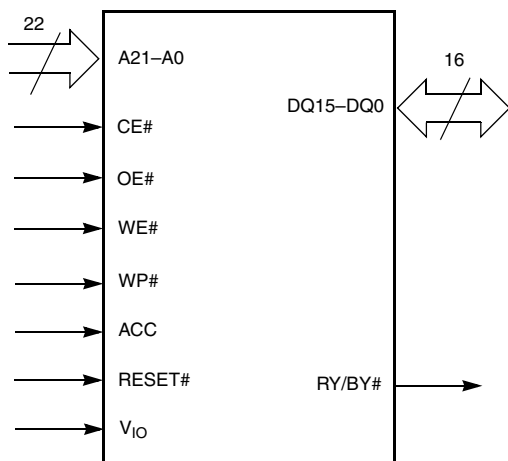 22
A21–A0
16
DQ15–DQ0
CE#
OE#
WE#
WP#
ACC
RESET#
RY/BY#
VIO